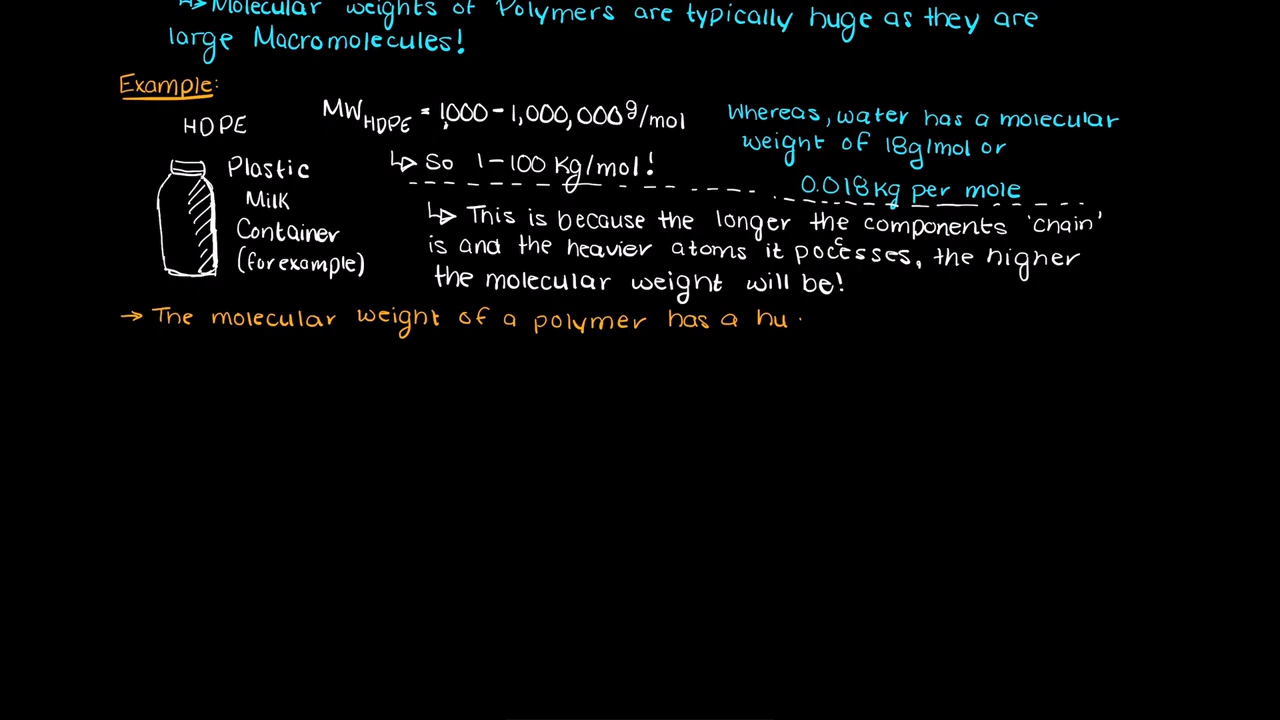 ↳ Molecular weights of Polymers are typically huge as they are
large Macromolecules!
Example:
HDPE
Plastic
Milk
Container
(for example)
MW HDPE = 1,000 - 1,000,000 g/mol
↳ So 1-100 Kg/mol!
Whereas, water has a molecular
weight of 18g/mol or
0.018Kg per mole
↳ This is because the longer the components 'chain'
is and the heavier atoms it pocesses, the higher
the molecular weight will be!
→ The molecular weight of a polymer has a hu